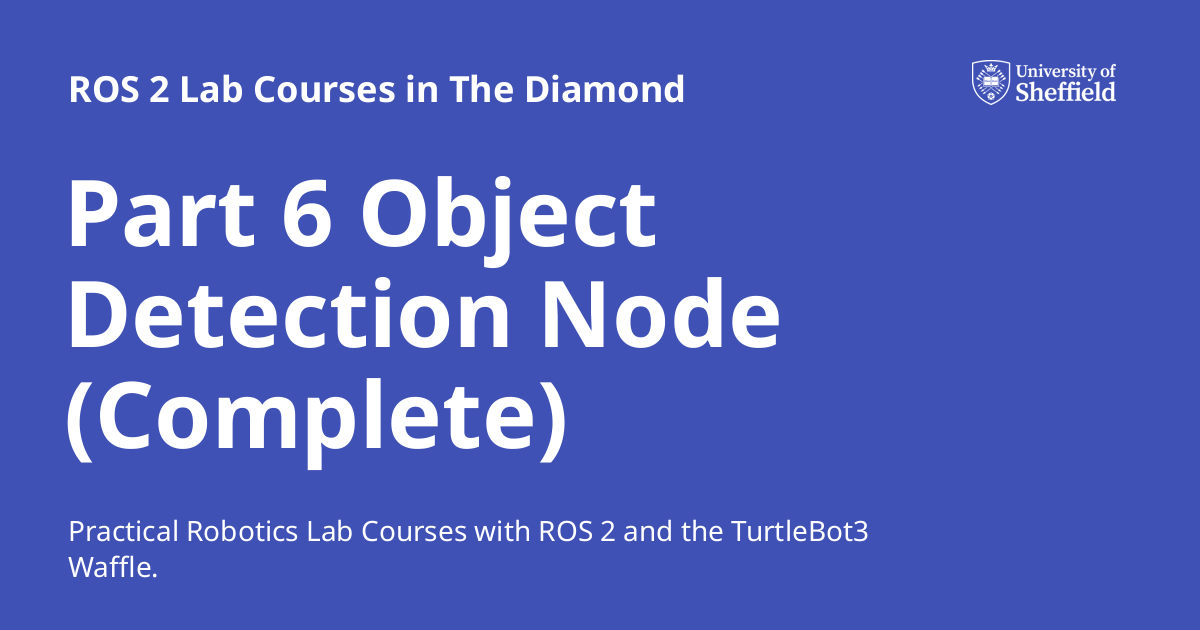 ROS 2 Lab Courses in The Diamond
University of
Sheffield
Part 6 Object
Detection Node
(Complete)
Practical Robotics Lab Courses with ROS 2 and the TurtleBot3
Waffle.